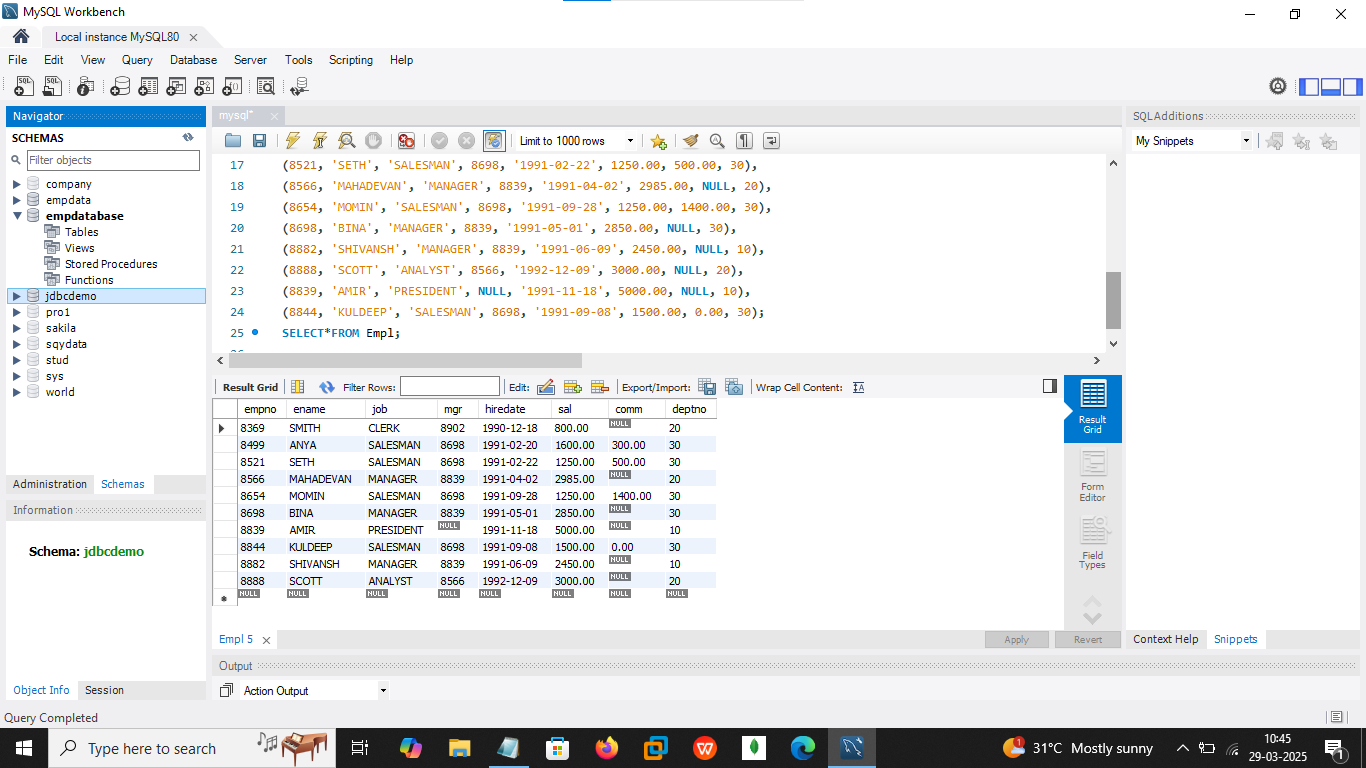 MySQL Workbench
Local instance MySQL80
File Edit View Query Database Server Tools Scripting Help
Navigator
SCHEMAS
Filter objects
company
empdata
empdatabase
Tables
Views
Stored Procedures
Functions
jdbcdemo
pro1
sakila
sqydata
stud
sys
world
Administration Schemas
Information
Schema: jdbcdemo
Object Info Session
Query Completed
mysql*
Limit to 1000 rows
17 (8521, 'SETH', 'SALESMAN', 8698, '1991-02-22', 1250.00, 500.00, 30),
18 (8566, 'MAHADEVAN', 'MANAGER', 8839, '1991-04-02', 2985.00, NULL, 20),
19 (8654, 'MOMIN', 'SALESMAN', 8698, '1991-09-28', 1250.00, 1400.00, 30),
20 (8698, 'BINA', 'MANAGER', 8839, '1991-05-01', 2850.00, NULL, 30),
21 (8882, 'SHIVANSH', 'MANAGER', 8839, '1991-06-09', 2450.00, NULL, 10),
22 (8888, 'SCOTT', 'ANALYST', 8566, '1992-12-09', 3000.00, NULL, 20),
23 (8839, 'AMIR', 'PRESIDENT', NULL, '1991-11-18', 5000.00, NULL, 10),
24 (8844, 'KULDEEP', 'SALESMAN', 8698, '1991-09-08', 1500.00, 0.00, 30);
25 SELECT*FROM Empl;
Result Grid Filter Rows: Edit: Export/Import: Wrap Cell Content:
empno ename job mgr hiredate sal comm deptno
8369 SMITH CLERK 8902 1990-12-18 800.00 NULL 20
8499 ANYA SALESMAN 8698 1991-02-20 1600.00 300.00 30
8521 SETH SALESMAN 8698 1991-02-22 1250.00 500.00 30
8566 MAHADEVAN MANAGER 8839 1991-04-02 2985.00 NULL 20
8654 MOMIN SALESMAN 8698 1991-09-28 1250.00 1400.00 30
8698 BINA MANAGER 8839 1991-05-01 2850.00 NULL 30
8839 AMIR PRESIDENT NULL 1991-11-18 5000.00 NULL 10
8844 KULDEEP SALESMAN 8698 1991-09-08 1500.00 0.00 30
8882 SHIVANSH MANAGER 8839 1991-06-09 2450.00 NULL 10
8888 SCOTT ANALYST 8566 1992-12-09 3000.00 NULL 20
NULL NULL NULL NULL NULL NULL NULL NULL
Result
Grid
Form
Editor
Field
Types
Empl 5 Apply Revert
Output
Action Output
SQLAdditions
My Snippets
Context Help Snippets
Type here to search
31°C Mostly sunny
10:45
29-03-2025